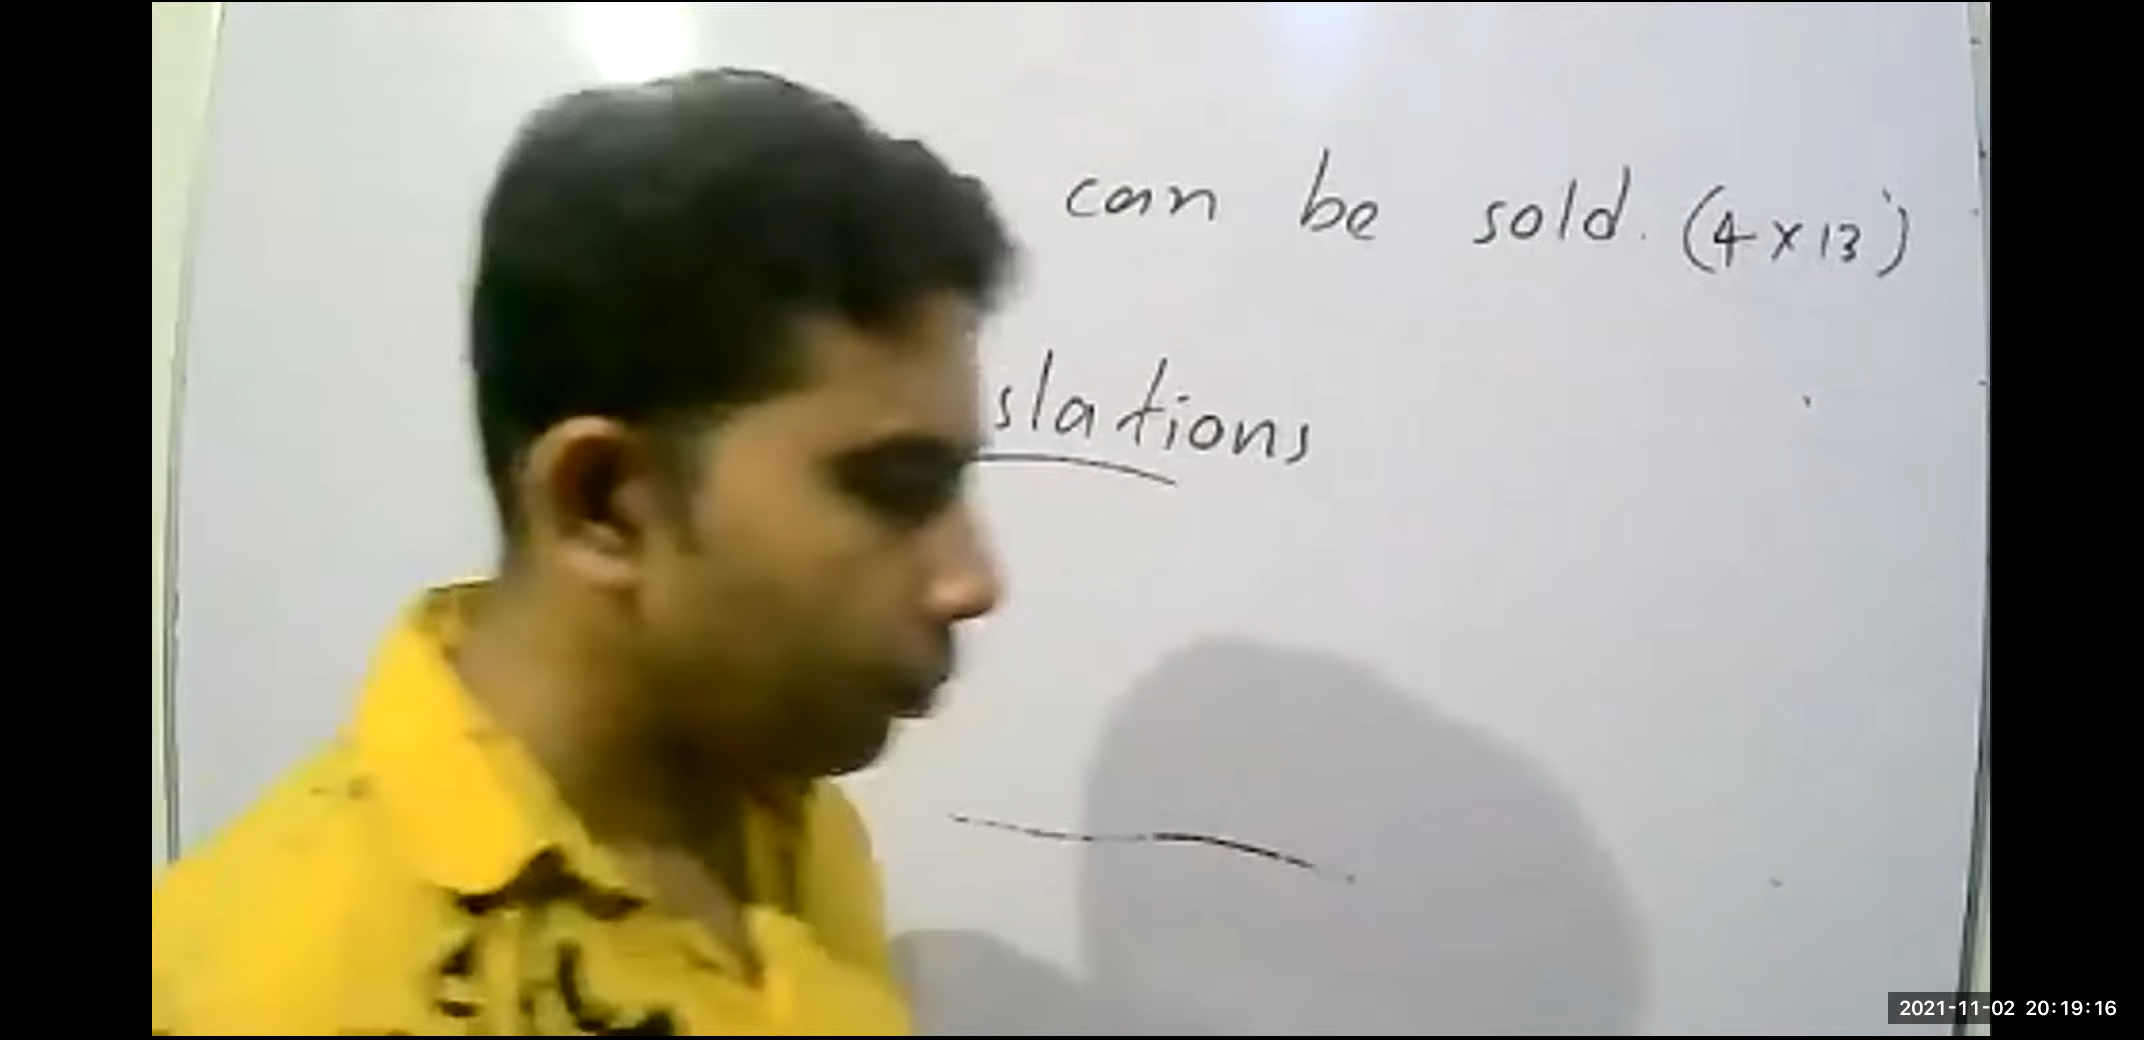 can be sold. (4 x 13)
slations
2021-11-02 20:19:16